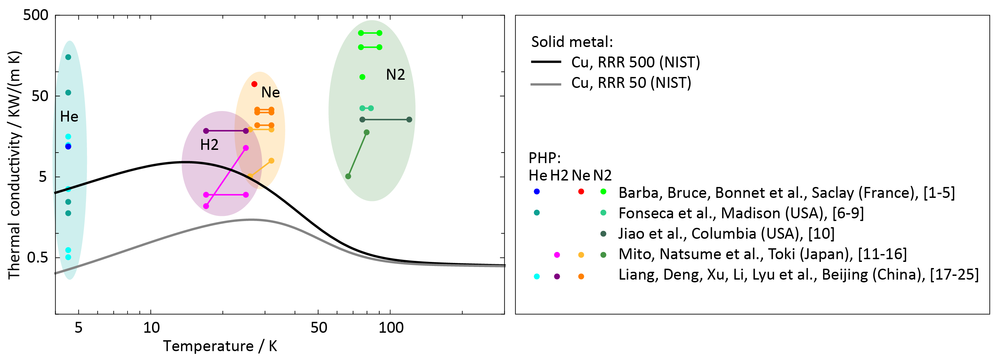 500
50
5
0.5
Thermal conductivity / KW/(m K)
He
H2
Ne
N2
5
10
50
100
Temperature / K
Solid metal:
Cu, RRR 500 (NIST)
Cu, RRR 50 (NIST)
PHP:
He H2 Ne N2
Barba, Bruce, Bonnet et al., Saclay (France), [1-5]
Fonseca et al., Madison (USA), [6-9]
Jiao et al., Columbia (USA), [10]
Mito, Natsume et al., Toki (Japan), [11-16]
Liang, Deng, Xu, Li, Lyu et al., Beijing (China), [17-25]